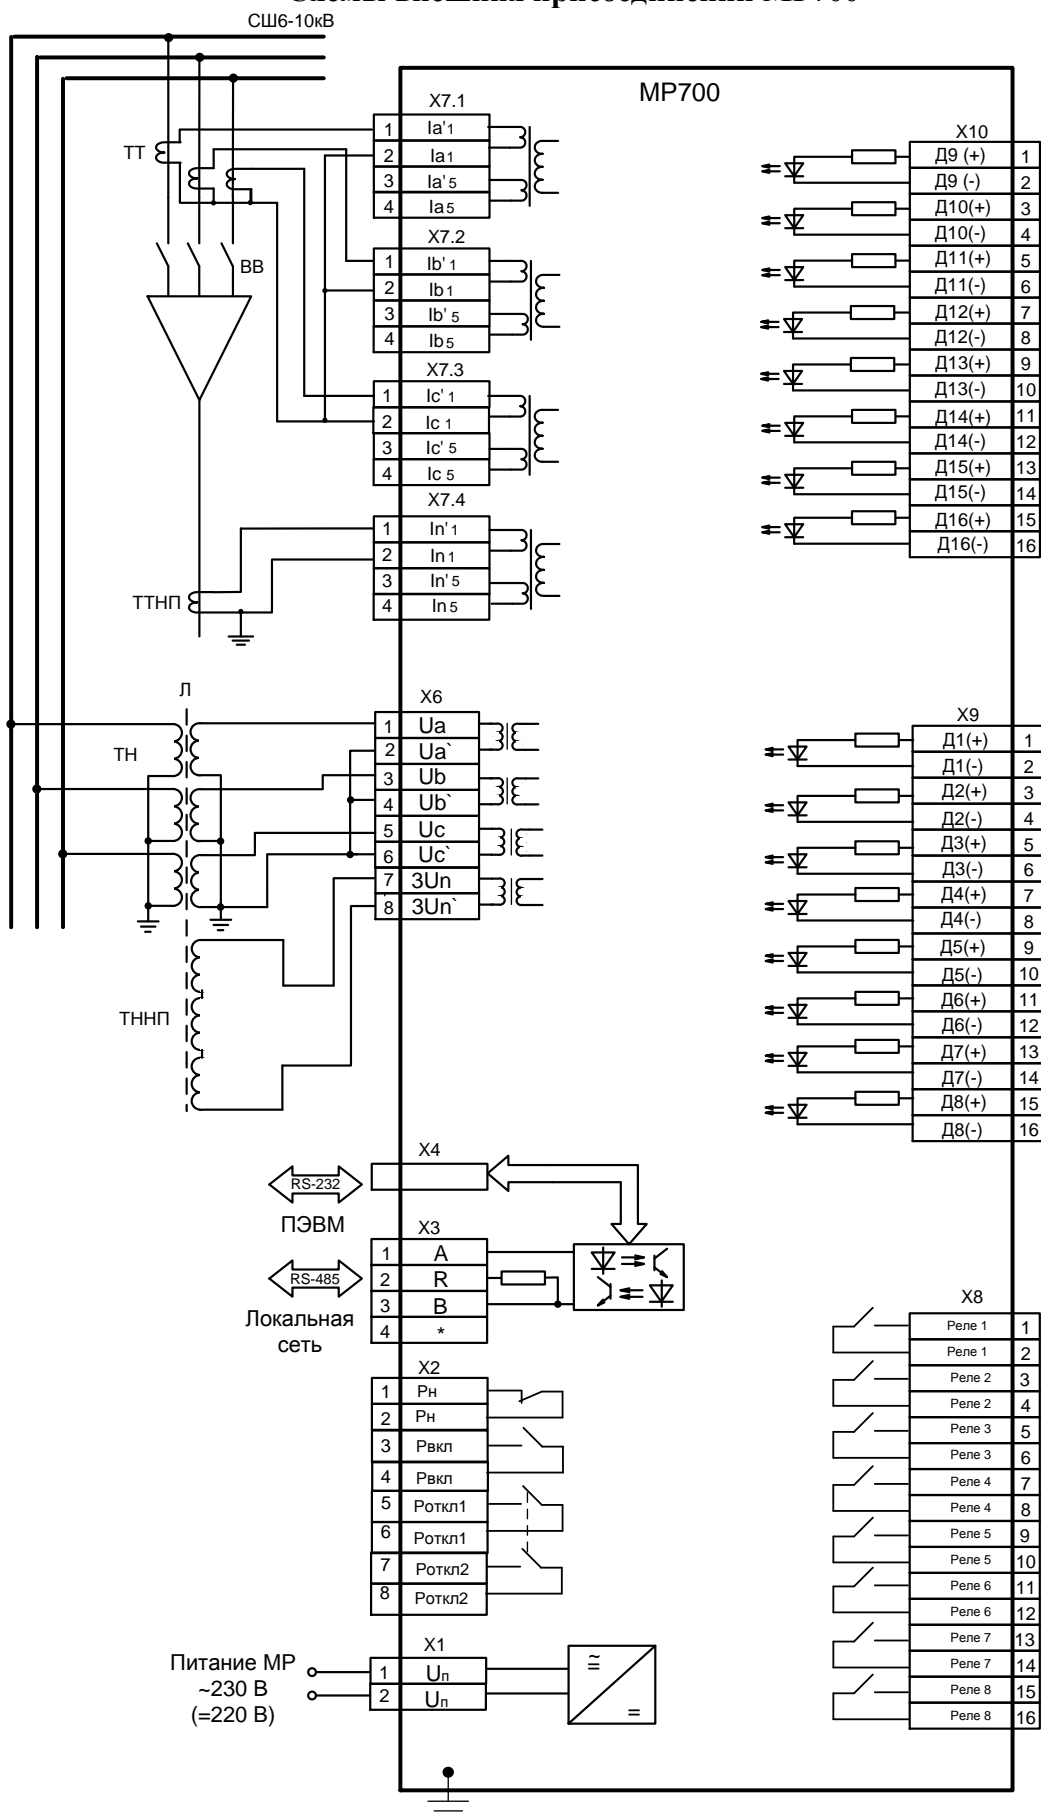 СШ6-10кВ
МР700
ТТ
ВВ
ТТНП
X7.1
1 Ia'1
2 Ia1
3 Ia'5
4 Ia5
X7.2
1 Ib'1
2 Ib1
3 Ib'5
4 Ib5
X7.3
1 Ic'1
2 Ic 1
3 Ic'5
4 Ic 5
X7.4
1 In'1
2 In1
3 In'5
4 In5
Л
ТН
ТННП
X6
1 Ua
2 Ua`
3 Ub
4 Ub`
5 Uc
6 Uc`
7 3Un
8 3Un`
X4
RS-232
ПЭВМ
X3
1 A
2 R
3 B
4 *
RS-485
Локальная
сеть
X2
1 Рн
2 Рн
3 Рвкл
4 Рвкл
5 Роткл1
6 Роткл1
7 Роткл2
8 Роткл2
X1
1 Uп
2 Uп
Питание МР
~230 В
(=220 В)
≅
=
X10
Д9 (+) 1
Д9 (-) 2
Д10(+) 3
Д10(-) 4
Д11(+) 5
Д11(-) 6
Д12(+) 7
Д12(-) 8
Д13(+) 9
Д13(-) 10
Д14(+) 11
Д14(-) 12
Д15(+) 13
Д15(-) 14
Д16(+) 15
Д16(-) 16
X9
Д1(+) 1
Д1(-) 2
Д2(+) 3
Д2(-) 4
Д3(+) 5
Д3(-) 6
Д4(+) 7
Д4(-) 8
Д5(+) 9
Д5(-) 10
Д6(+) 11
Д6(-) 12
Д7(+) 13
Д7(-) 14
Д8(+) 15
Д8(-) 16
X8
Реле 1 1
Реле 1 2
Реле 2 3
Реле 2 4
Реле 3 5
Реле 3 6
Реле 4 7
Реле 4 8
Реле 5 9
Реле 5 10
Реле 6 11
Реле 6 12
Реле 7 13
Реле 7 14
Реле 8 15
Реле 8 16